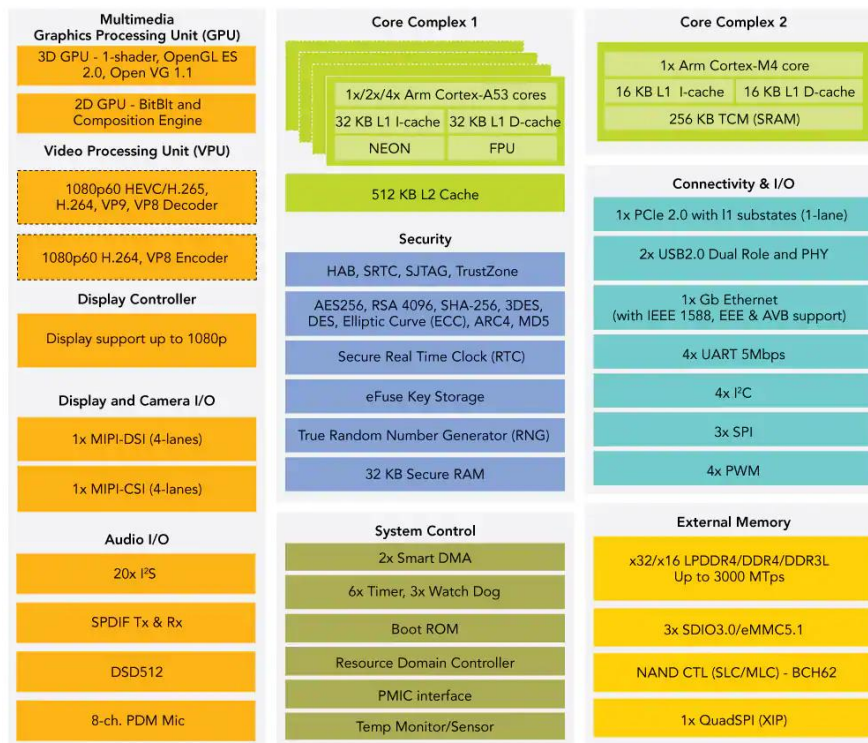 Multimedia
Graphics Processing Unit (GPU)
3D GPU - 1-shader, OpenGL ES
2.0, Open VG 1.1
2D GPU - BitBlt and
Composition Engine
Video Processing Unit (VPU)
1080p60 HEVC/H.265,
H.264, VP9, VP8 Decoder
1080p60 H.264, VP8 Encoder
Display Controller
Display support up to 1080p
Display and Camera I/O
1x MIPI-DSI (4-lanes)
1x MIPI-CSI (4-lanes)
Audio I/O
20x I²S
SPDIF Tx & Rx
DSD512
8-ch. PDM Mic
Core Complex 1
1x/2x/4x Arm Cortex-A53 cores
32 KB L1 I-cache
32 KB L1 D-cache
NEON
FPU
512 KB L2 Cache
Security
HAB, SRTC, SJTAG, TrustZone
AES256, RSA 4096, SHA-256, 3DES,
DES, Elliptic Curve (ECC), ARC4, MD5
Secure Real Time Clock (RTC)
eFuse Key Storage
True Random Number Generator (RNG)
32 KB Secure RAM
System Control
2x Smart DMA
6x Timer, 3x Watch Dog
Boot ROM
Resource Domain Controller
PMIC interface
Temp Monitor/Sensor
Core Complex 2
1x Arm Cortex-M4 core
16 KB L1 I-cache
16 KB L1 D-cache
256 KB TCM (SRAM)
Connectivity & I/O
1x PCIe 2.0 with l1 substates (1-lane)
2x USB2.0 Dual Role and PHY
1x Gb Ethernet
(with IEEE 1588, EEE & AVB support)
4x UART 5Mbps
4x I²C
3x SPI
4x PWM
External Memory
x32/x16 LPDDR4/DDR4/DDR3L
Up to 3000 MTps
3x SDIO3.0/eMMC5.1
NAND CTL (SLC/MLC) - BCH62
1x QuadSPI (XIP)